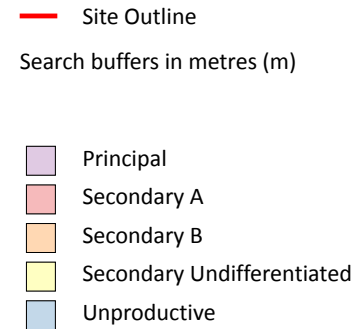 Site Outline
Search buffers in metres (m)
Principal
Secondary A
Secondary B
Secondary Undifferentiated
Unproductive